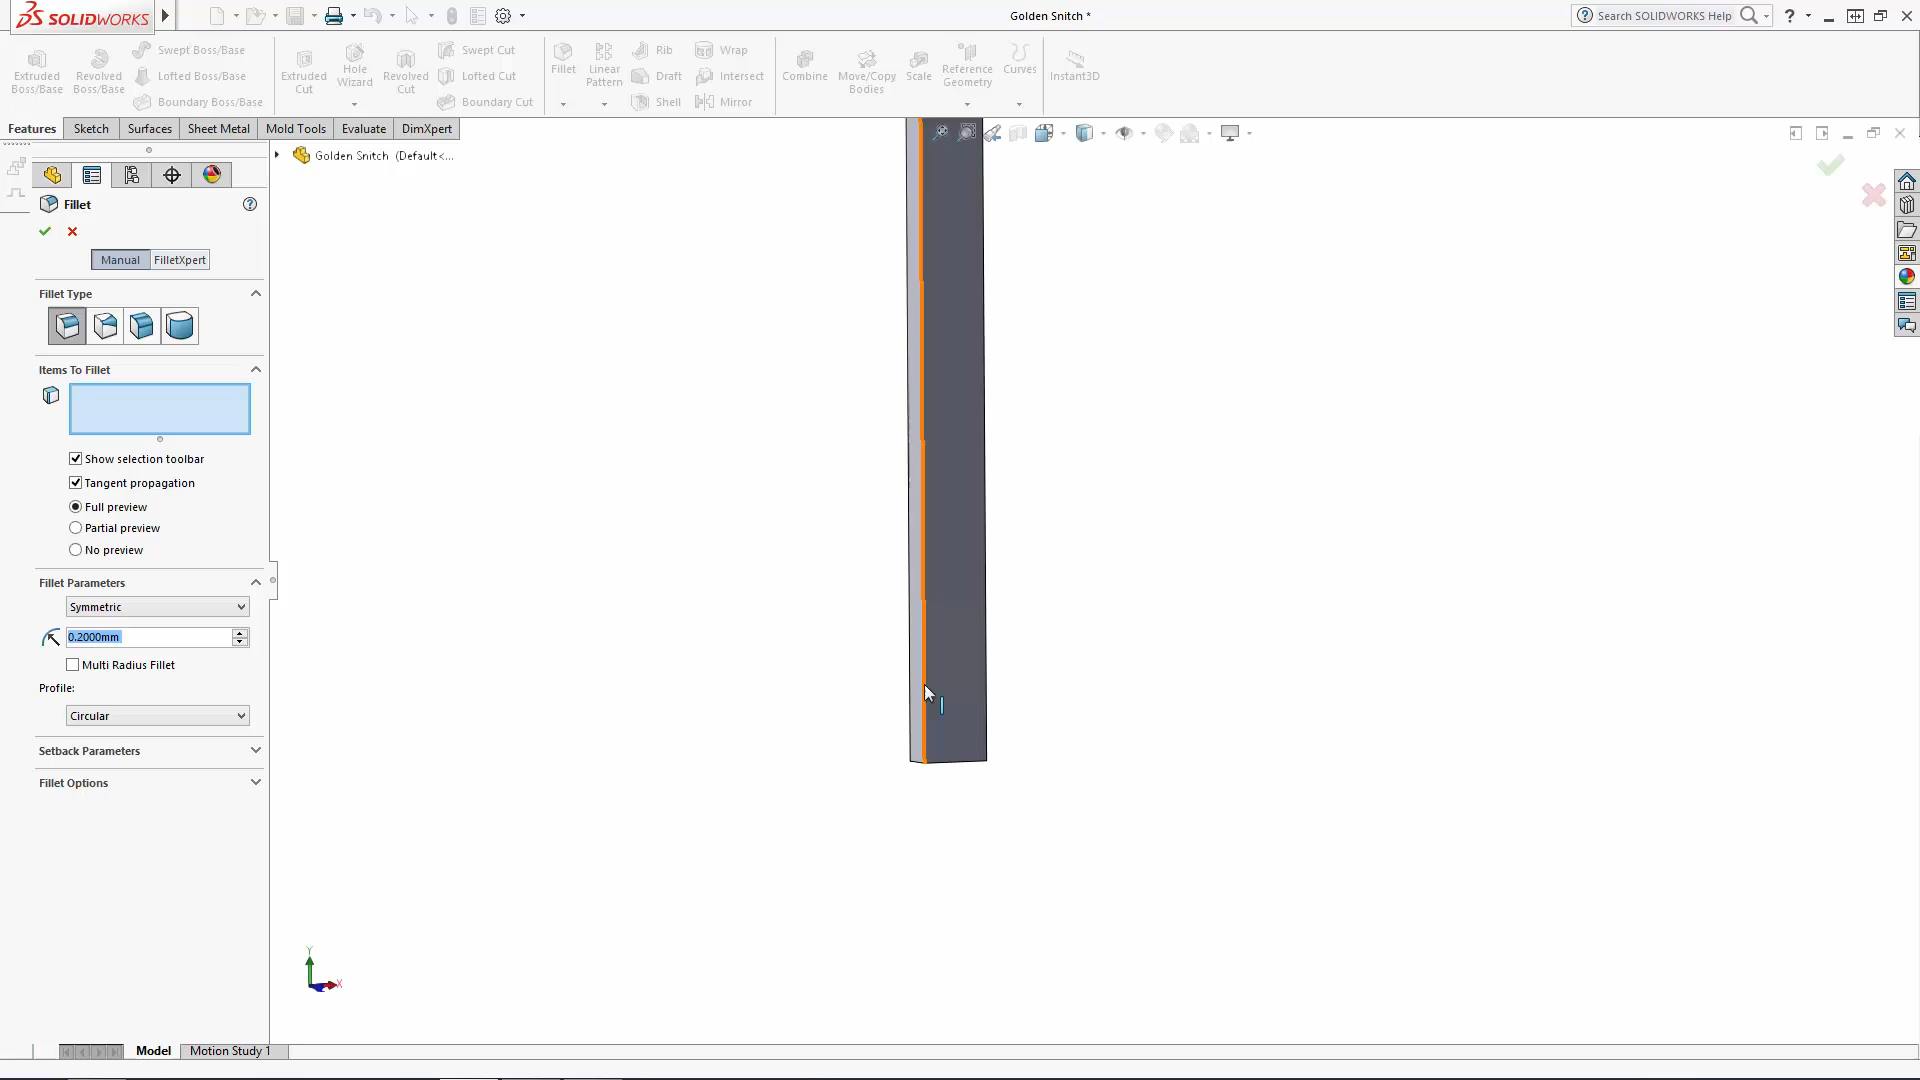 SOLIDWORKS
Golden Snitch *
Search SOLIDWORKS Help
?
Extruded Boss/Base
Revolved Boss/Base
Swept Boss/Base
Lofted Boss/Base
Boundary Boss/Base
Extruded Cut
Hole Wizard
Revolved Cut
Swept Cut
Lofted Cut
Boundary Cut
Fillet
Linear Pattern
Rib
Draft
Shell
Wrap
Intersect
Mirror
Combine
Move/Copy Bodies
Scale
Reference Geometry
Curves
Instant3D
Features
Sketch
Surfaces
Sheet Metal
Mold Tools
Evaluate
DimXpert
Golden Snitch (Default<...
Fillet
?
Manual
FilletXpert
Fillet Type
Items To Fillet
Show selection toolbar
Tangent propagation
Full preview
Partial preview
No preview
Fillet Parameters
Symmetric
0.2000mm
Multi Radius Fillet
Profile:
Circular
Setback Parameters
Fillet Options
Y
X
Model
Motion Study 1